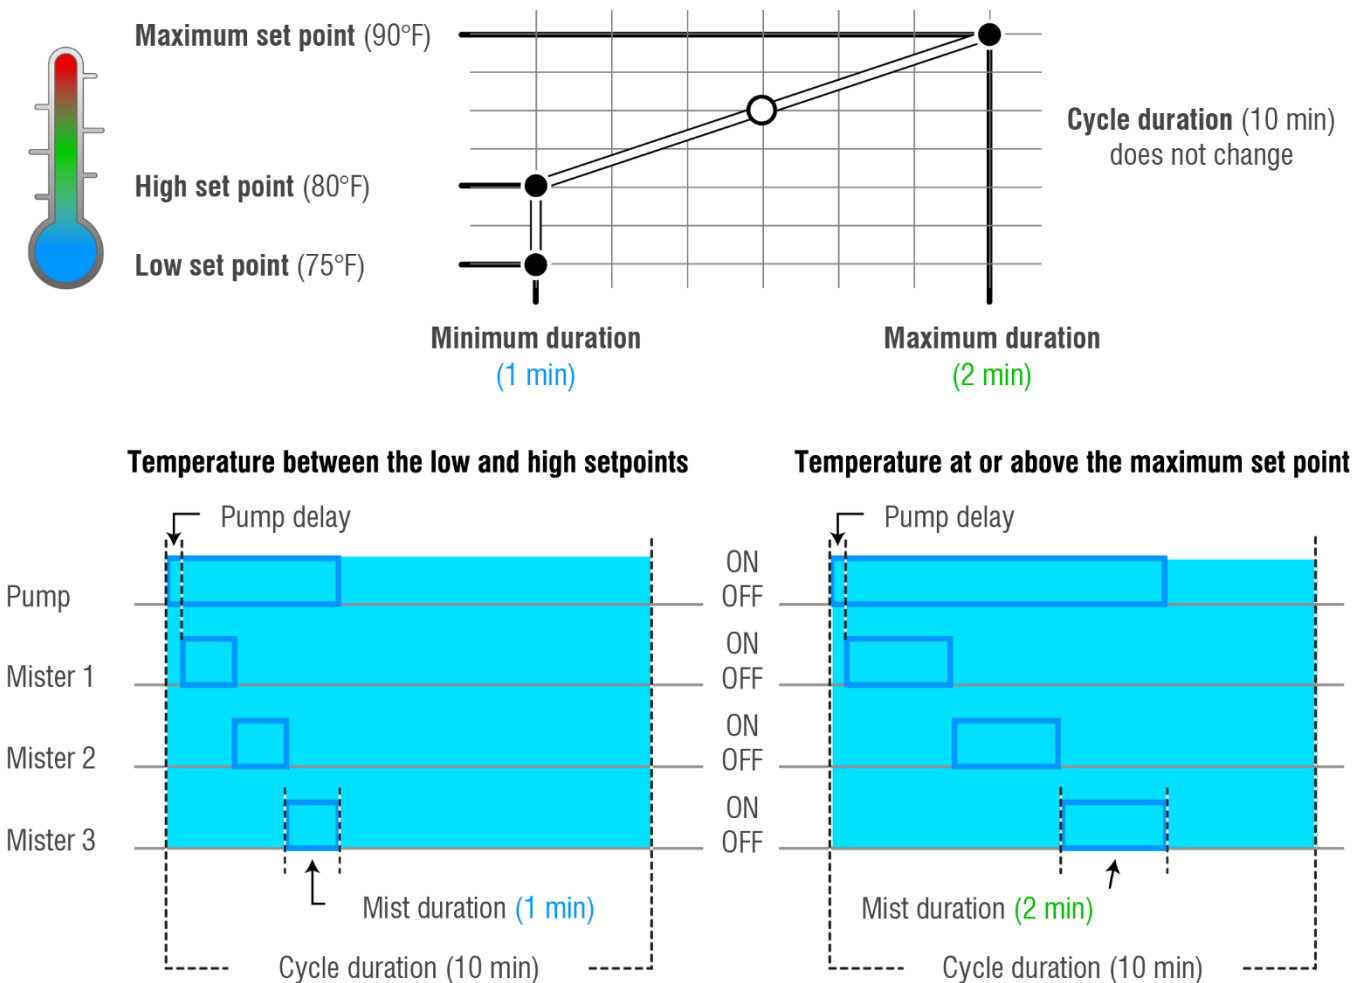 Maximum set point (90°F)
Cycle duration (10 min)
does not change
High set point (80°F)
Low set point (75°F)
Minimum duration
(1 min)
Maximum duration
(2 min)
Temperature between the low and high setpoints
Pump delay
Pump
Mister 1
Mister 2
Mister 3
Mist duration (1 min)
Cycle duration (10 min)
Temperature at or above the maximum set point
Pump delay
ON
OFF
ON
OFF
ON
OFF
ON
OFF
Mist duration (2 min)
Cycle duration (10 min)